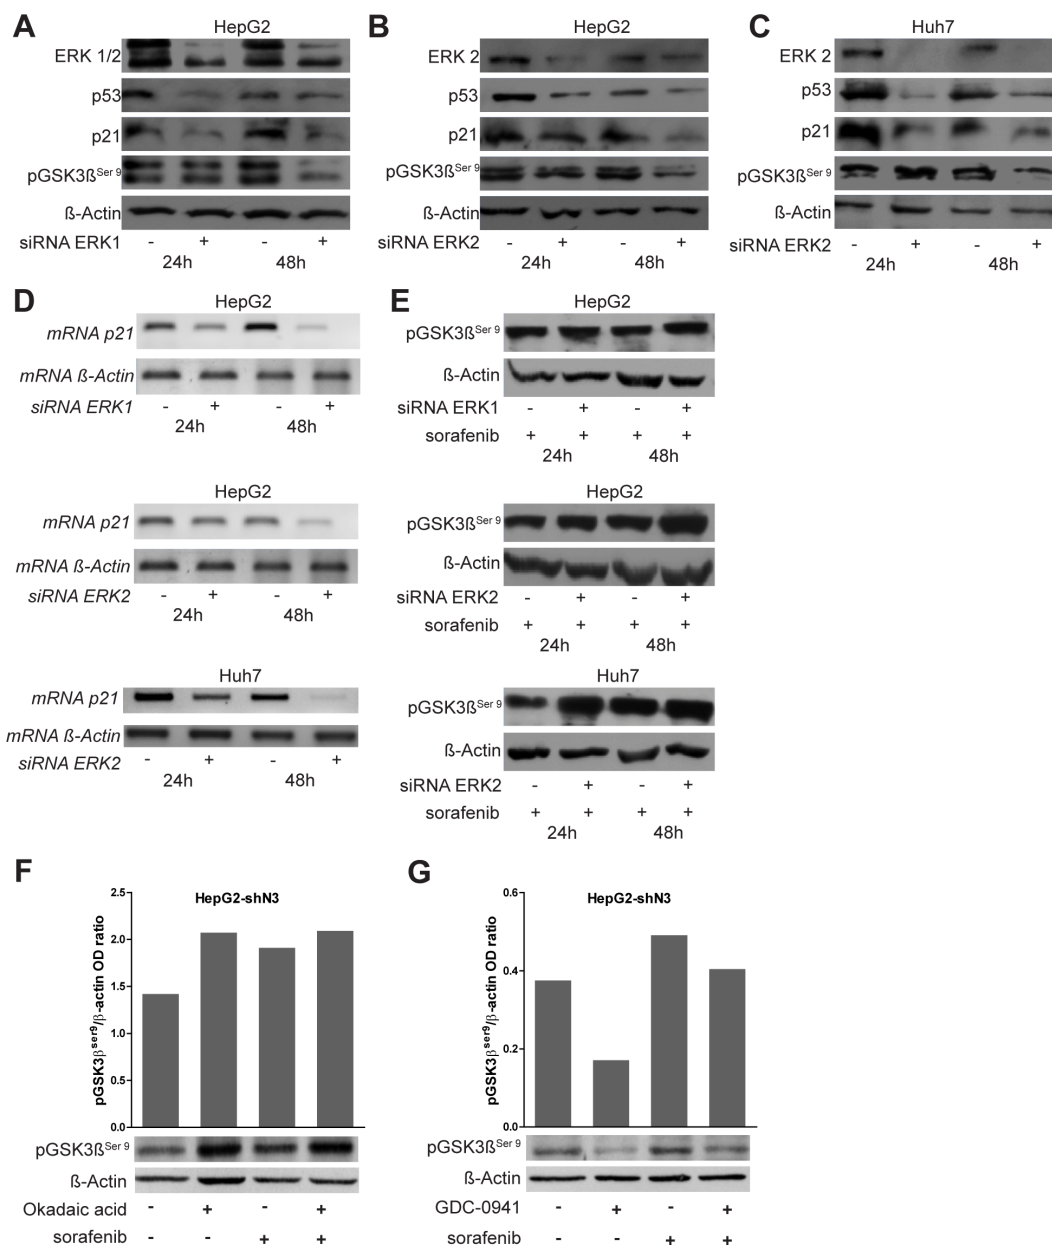 A
HepG2
ERK 1/2
p53
p21
pGSK3ß Ser 9
ß-Actin
siRNA ERK1 - + - +
24h 48h
B
HepG2
ERK 2
p53
p21
pGSK3ß Ser 9
ß-Actin
siRNA ERK2 - + - +
24h 48h
C
Huh7
ERK 2
p53
p21
pGSK3ß Ser 9
ß-Actin
siRNA ERK2 - + - +
24h 48h
D
HepG2
mRNA p21
mRNA ß-Actin
siRNA ERK1 - + - +
24h 48h
HepG2
mRNA p21
mRNA ß-Actin
siRNA ERK2 - + - +
24h 48h
Huh7
mRNA p21
mRNA ß-Actin
siRNA ERK2 - + - +
24h 48h
E
HepG2
pGSK3ß Ser 9
ß-Actin
siRNA ERK1 - + - +
sorafenib + + + +
24h 48h
HepG2
pGSK3ß Ser 9
ß-Actin
siRNA ERK2 - + - +
sorafenib + + + +
24h 48h
Huh7
pGSK3ß Ser 9
ß-Actin
siRNA ERK2 - + - +
sorafenib + + + +
24h 48h
F
HepG2-shN3
pGSK3β ser9/β-actin OD ratio
2.5
2.0
1.5
1.0
0.5
0.0
pGSK3ß Ser 9
ß-Actin
Okadaic acid - + - +
sorafenib - - + +
G
HepG2-shN3
pGSK3β ser9/β-actin OD ratio
0.6
0.4
0.2
0.0
pGSK3ß Ser 9
ß-Actin
GDC-0941 - + - +
sorafenib - - + +